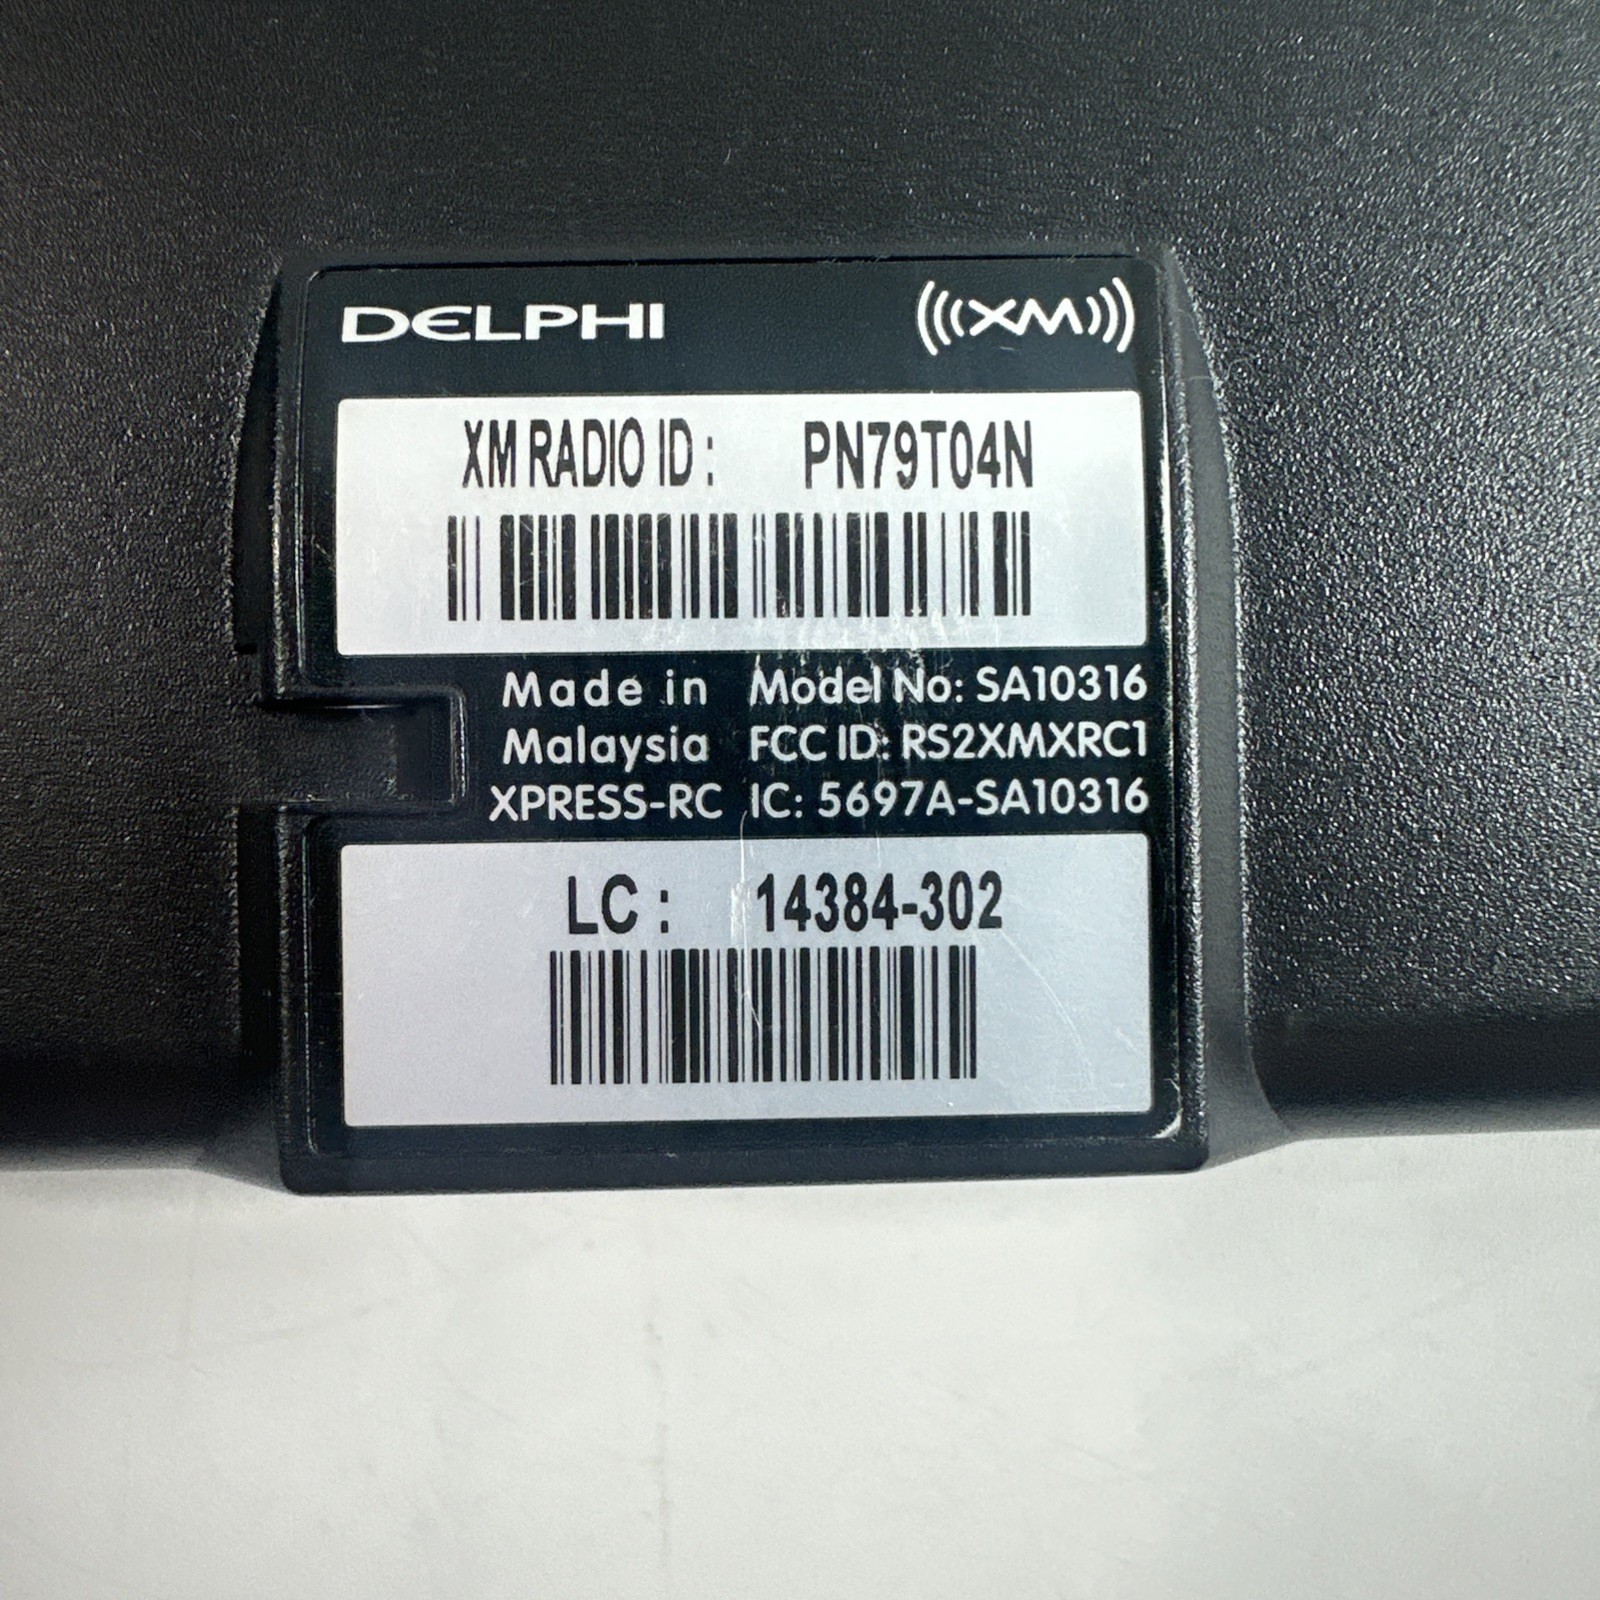 DELPHI (((XM)))
XM RADIO ID : PN79T04N
Made in Model No: SA10316
Malaysia FCC ID: RS2XMXRC1
XPRESS-RC IC: 5697A-SA10316
LC : 14384-302